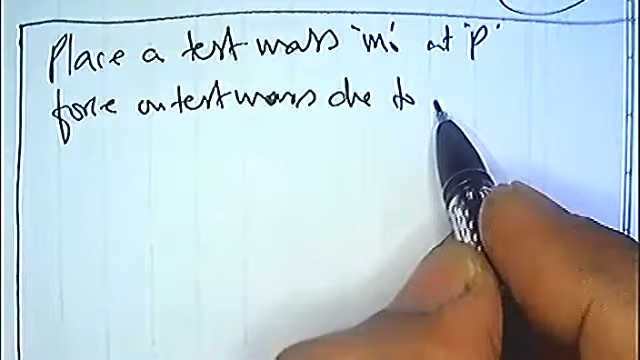 Place a test mass 'm' at 'p'
force on test mass due to